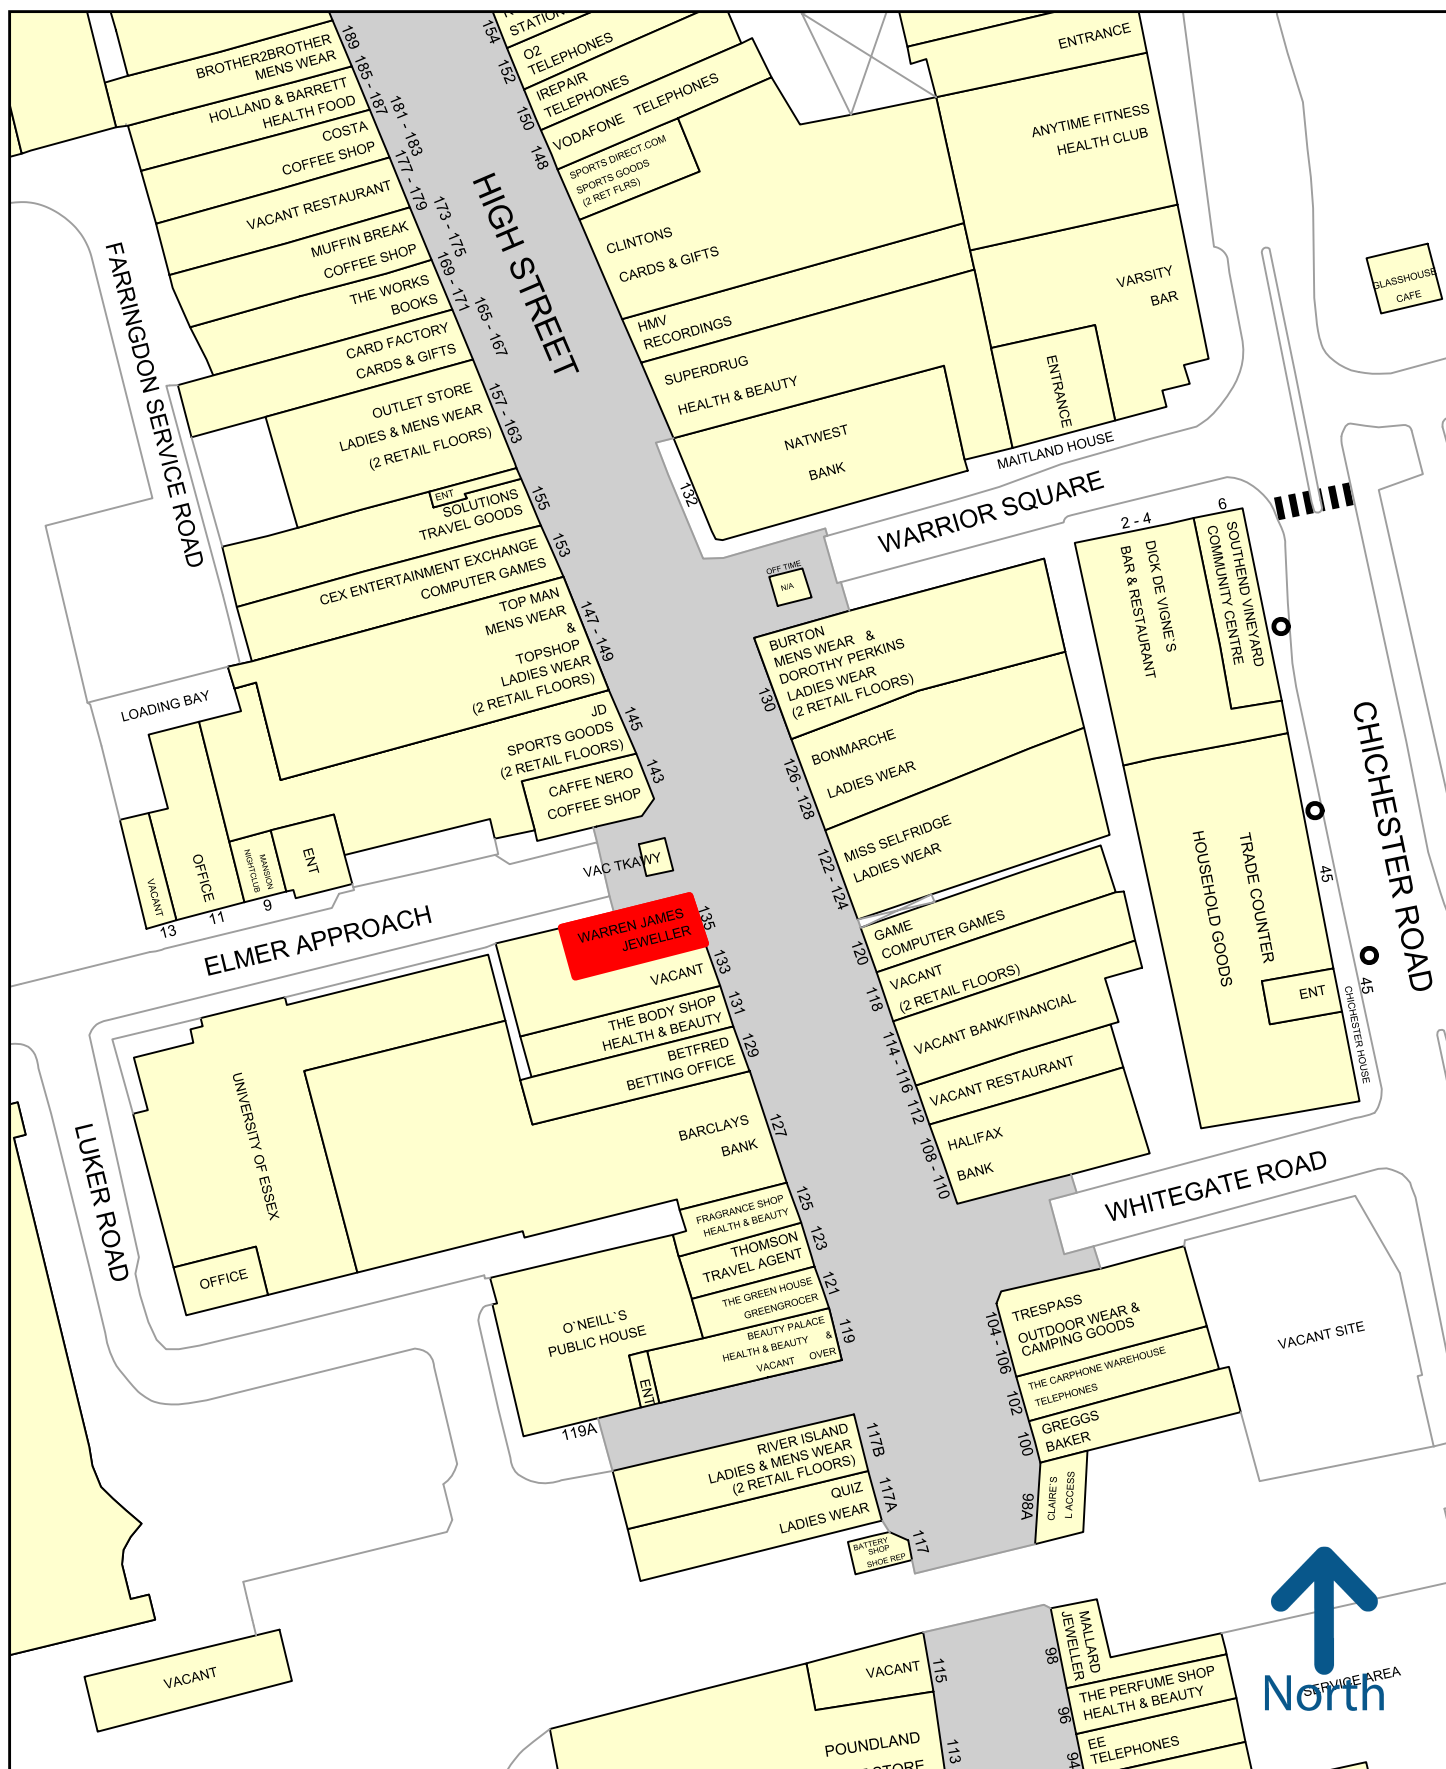 189
185 - 187
181 - 183
177 - 179
173 - 175
169 - 171
165 - 167
157 - 163
155
153
147 - 149
145
143
BROTHER2BROTHER
MENS WEAR
HOLLAND & BARRETT
HEALTH FOOD
COSTA
COFFEE SHOP
VACANT RESTAURANT
MUFFIN BREAK
COFFEE SHOP
THE WORKS
BOOKS
CARD FACTORY
CARDS & GIFTS
OUTLET STORE
LADIES & MENS WEAR
(2 RETAIL FLOORS)
ENT
SOLUTIONS
TRAVEL GOODS
CEX ENTERTAINMENT EXCHANGE
COMPUTER GAMES
TOP MAN
MENS WEAR
&
TOPSHOP
LADIES WEAR
(2 RETAIL FLOORS)
JD
SPORTS GOODS
(2 RETAIL FLOORS)
CAFFE NERO
COFFEE SHOP
FARRINGDON SERVICE ROAD
LOADING BAY
HIGH STREET
154
152
150
148
STATION
O2
TELEPHONES
IREPAIR
TELEPHONES
VODAFONE TELEPHONES
SPORTS DIRECT.COM
SPORTS GOODS
(2 RET FLRS)
CLINTONS
CARDS & GIFTS
HMV
RECORDINGS
SUPERDRUG
HEALTH & BEAUTY
NATWEST
BANK
132
ENTRANCE
ANYTIME FITNESS
HEALTH CLUB
VARSITY
BAR
ENTRANCE
MAITLAND HOUSE
GLASSHOUSE
CAFE
WARRIOR SQUARE
OFF TIME
N/A
2 - 4
6
DICK DE VIGNE`S
BAR & RESTAURANT
SOUTHEND VINEYARD
COMMUNITY CENTRE
BURTON
MENS WEAR &
DOROTHY PERKINS
LADIES WEAR
(2 RETAIL FLOORS)
130
BONMARCHE
LADIES WEAR
126 - 128
MISS SELFRIDGE
LADIES WEAR
122 - 124
GAME
COMPUTER GAMES
120
VACANT
(2 RETAIL FLOORS)
118
VACANT BANK/FINANCIAL
114 - 116
VACANT RESTAURANT
112
HALIFAX
BANK
108 - 110
TRADE COUNTER
HOUSEHOLD GOODS
45
ENT
45
CHICHESTER HOUSE
CHICHESTER ROAD
VACANT
OFFICE
MANSION
NIGHTCLUB
ENT
13
11
9
VAC TKAWY
ELMER APPROACH
WARREN JAMES
JEWELLER
135
VACANT
133
THE BODY SHOP
HEALTH & BEAUTY
131
BETFRED
BETTING OFFICE
129
BARCLAYS
BANK
127
UNIVERSITY OF ESSEX
OFFICE
LUKER ROAD
FRAGRANCE SHOP
HEALTH & BEAUTY
125
THOMSON
TRAVEL AGENT
123
THE GREEN HOUSE
GREENGROCER
121
BEAUTY PALACE
HEALTH & BEAUTY &
VACANT OVER
119
O`NEILL`S
PUBLIC HOUSE
ENT
119A
WHITEGATE ROAD
TRESPASS
OUTDOOR WEAR &
CAMPING GOODS
104 - 106
THE CARPHONE WAREHOUSE
TELEPHONES
102
GREGGS
BAKER
100
VACANT SITE
CLAIRE`S
L ACCESS
98A
RIVER ISLAND
LADIES & MENS WEAR
(2 RETAIL FLOORS)
117B
QUIZ
LADIES WEAR
117A
BATTERY
SHOP
SHOE REP
117
VACANT
VACANT
115
POUNDLAND
STORE
113
MALLARD
JEWELLER
98
THE PERFUME SHOP
HEALTH & BEAUTY
96
EE
TELEPHONES
94
SERVICE AREA
North